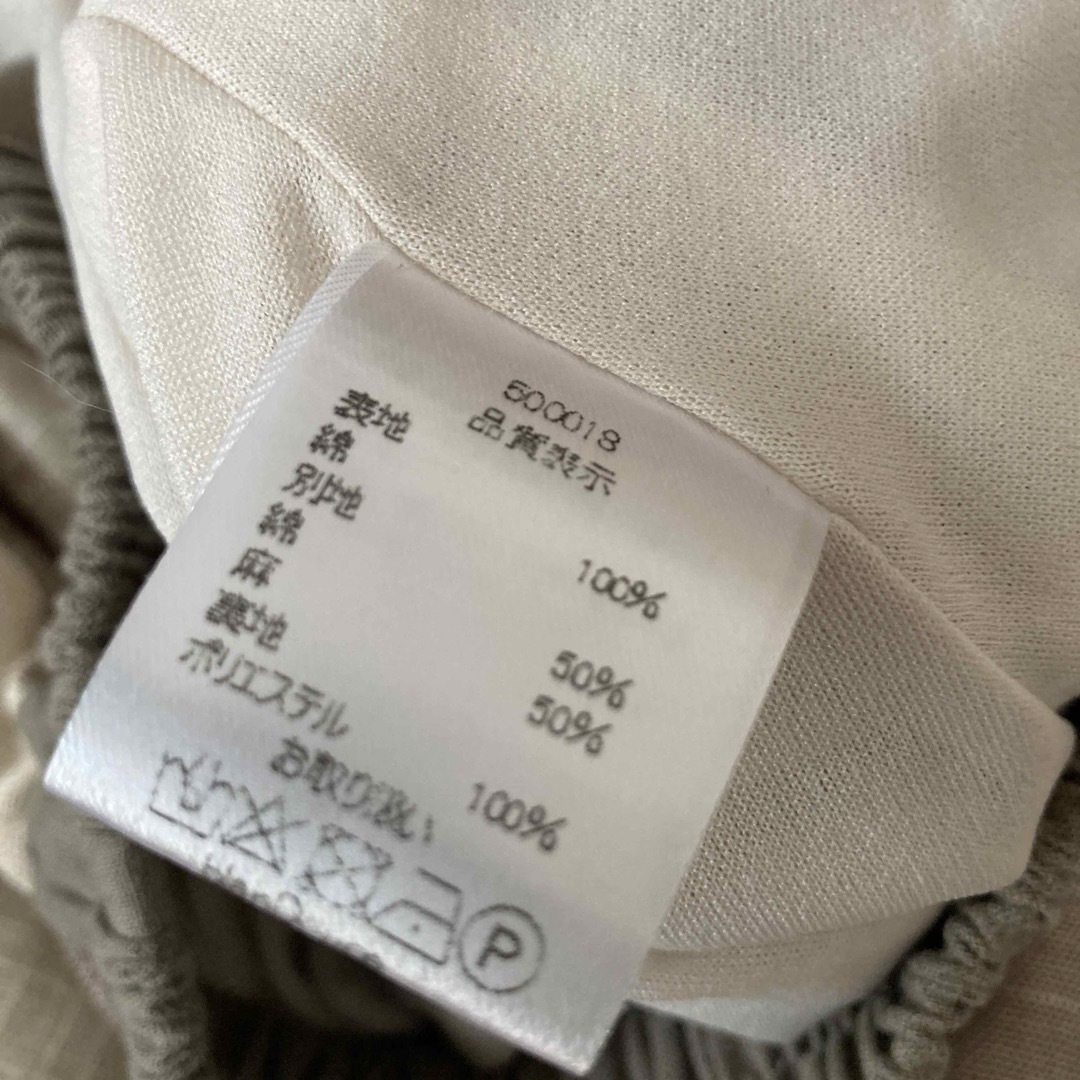 500018
品質表示
表地
綿 100%
別地
綿 50%
麻 50%
裏地
ポリエステル 100%
お取り扱い
P